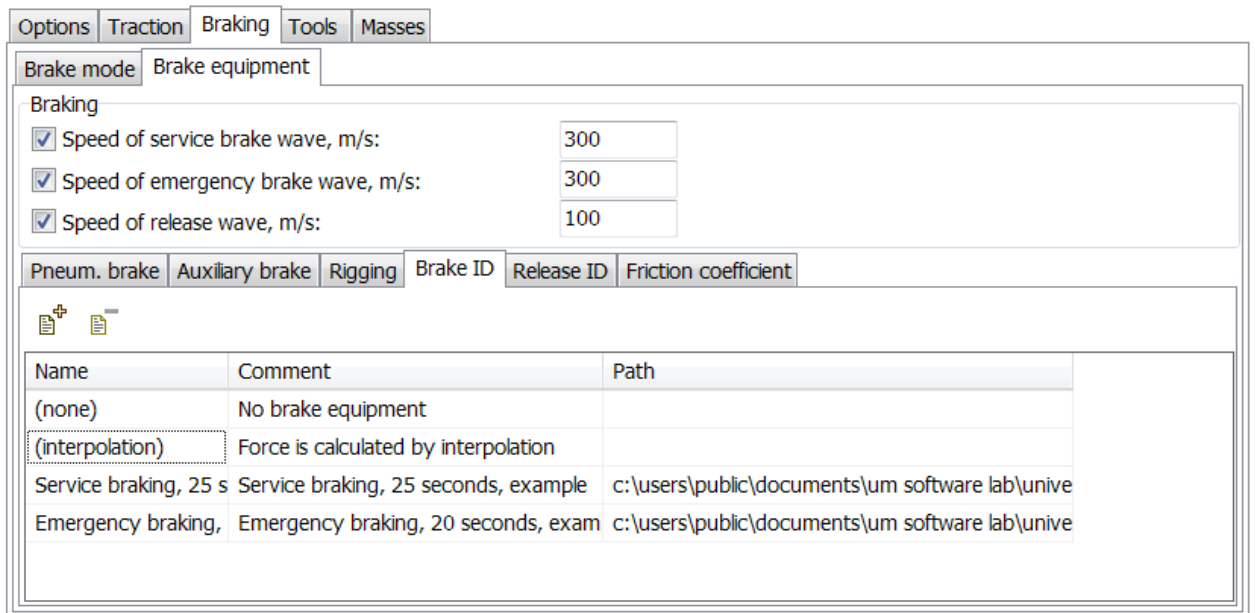 Options Traction Braking Tools Masses
Brake mode Brake equipment
Braking
Speed of service brake wave, m/s: 300
Speed of emergency brake wave, m/s: 300
Speed of release wave, m/s: 100
Pneum. brake Auxiliary brake Rigging Brake ID Release ID Friction coefficient
Name Comment Path
(none) No brake equipment
(interpolation) Force is calculated by interpolation
Service braking, 25 s Service braking, 25 seconds, example c:\users\public\documents\um software lab\unive
Emergency braking, Emergency braking, 20 seconds, exam c:\users\public\documents\um software lab\unive